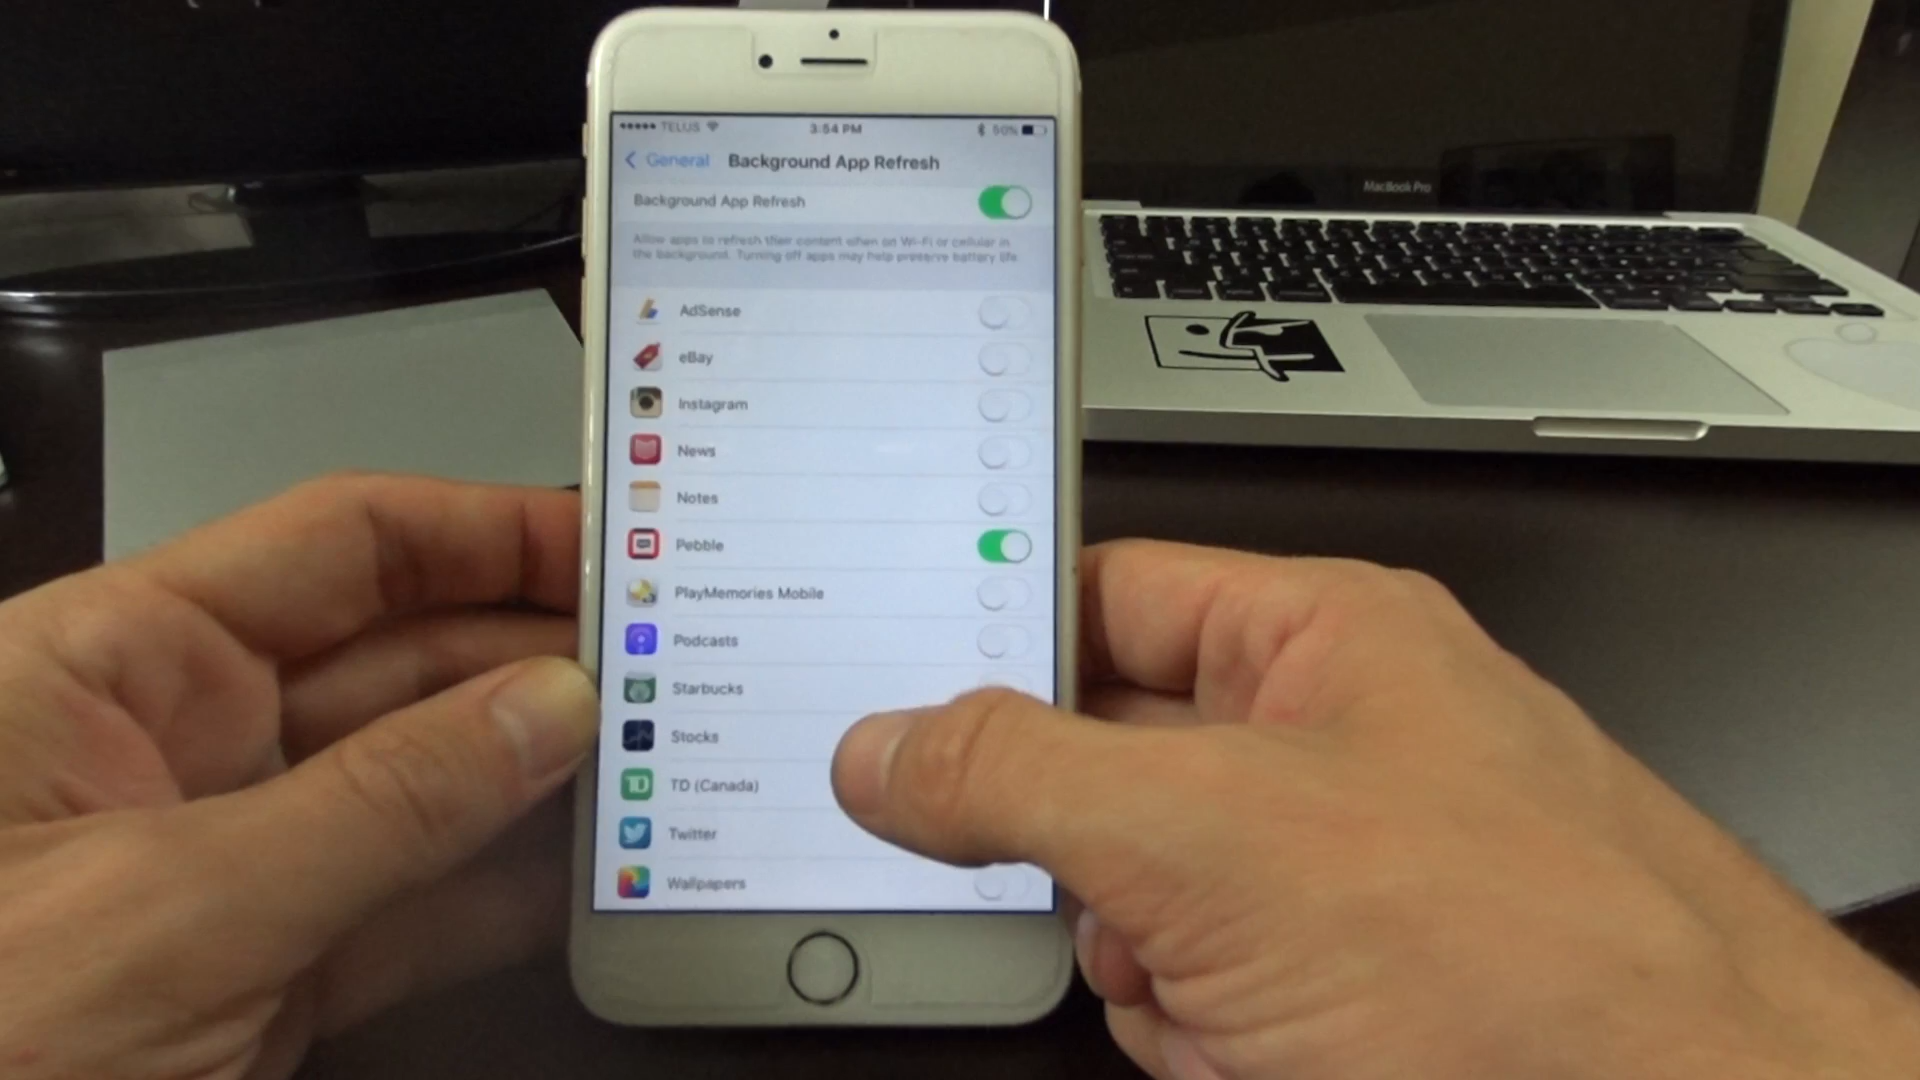 TELUS 3:54 PM 50%
General Background App Refresh
Background App Refresh
Allow apps to refresh their content when on Wi-Fi or cellular in
the background. Turning off apps may help preserve battery life.
AdSense
eBay
Instagram
News
Notes
Pebble
PlayMemories Mobile
Podcasts
Starbucks
Stocks
TD (Canada)
Twitter
Wallpapers
MacBook Pro